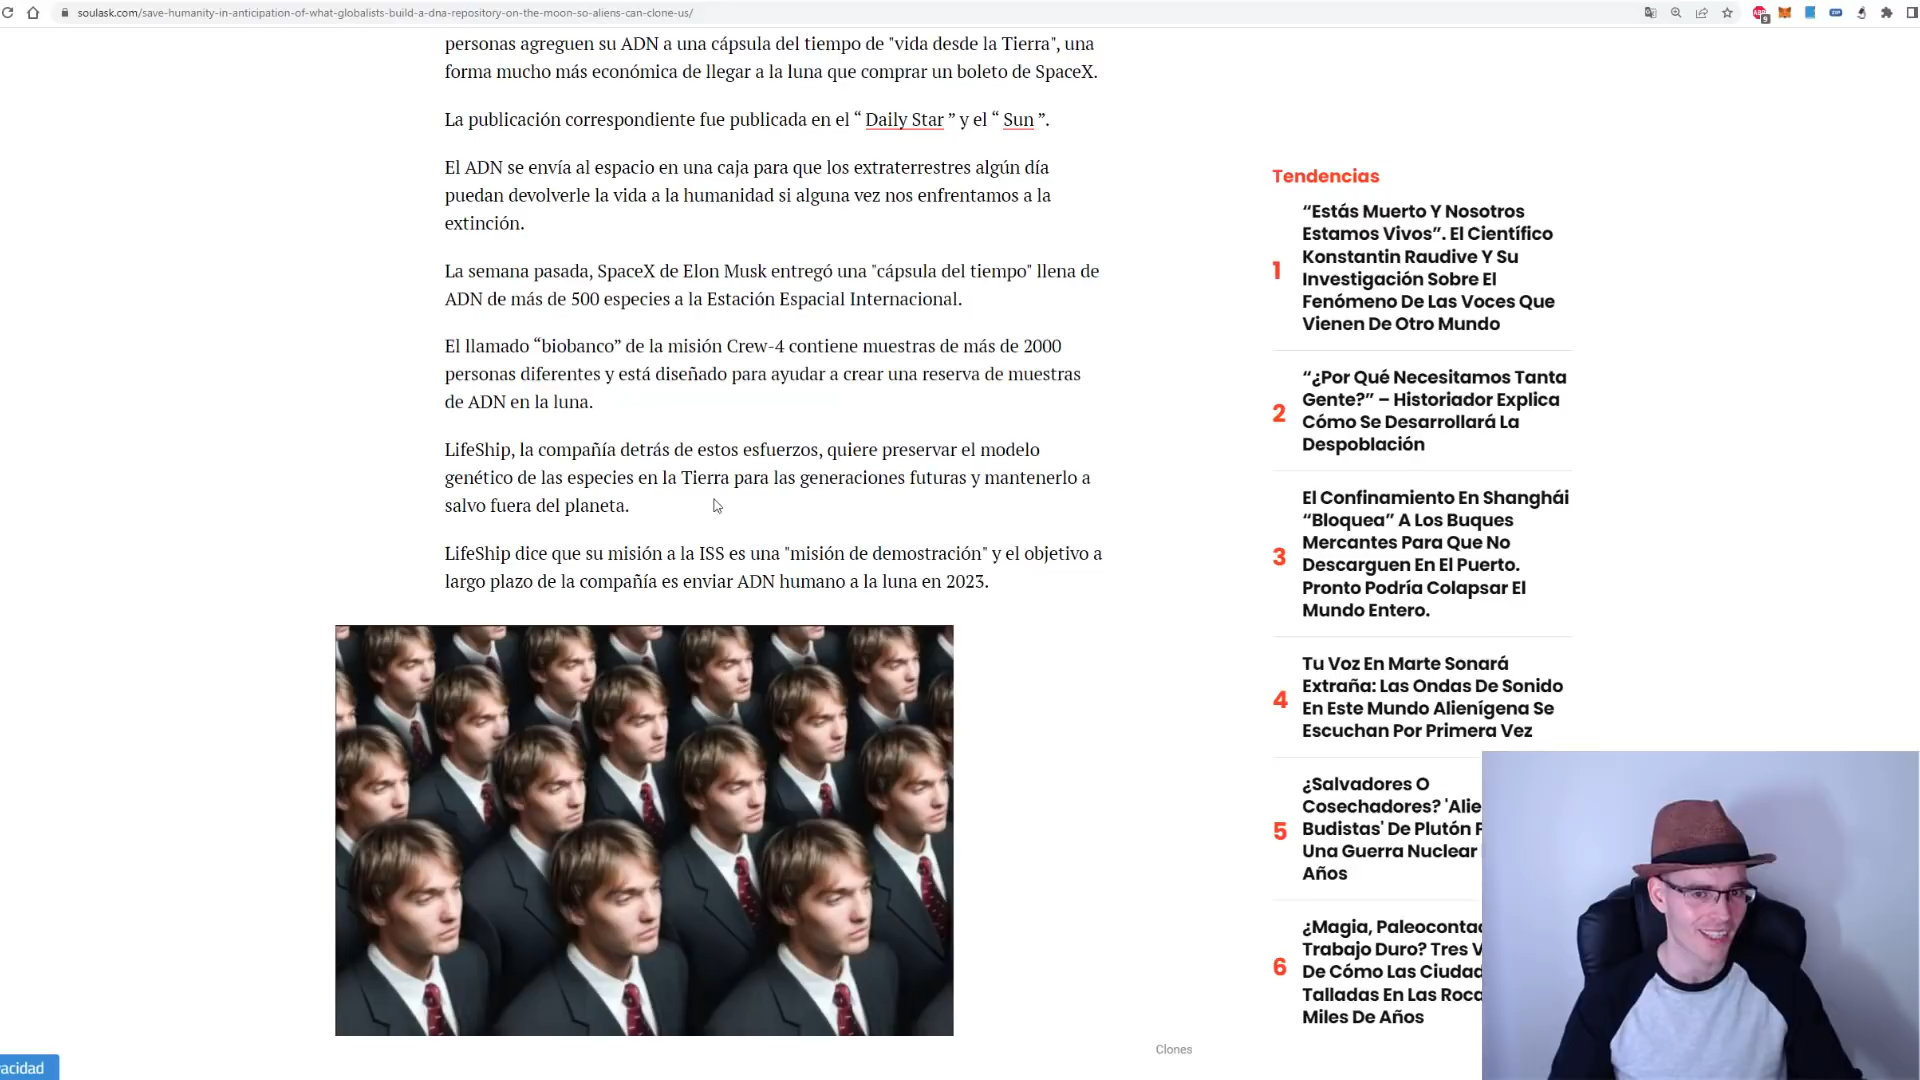 soulask.com/save-humanity-in-anticipation-of-what-globalists-build-a-dna-repository-on-the-moon-so-aliens-can-clone-us/
personas agreguen su ADN a una cápsula del tiempo de "vida desde la Tierra", una
forma mucho más económica de llegar a la luna que comprar un boleto de SpaceX.
La publicación correspondiente fue publicada en el “ Daily Star ” y el “ Sun ”.
El ADN se envía al espacio en una caja para que los extraterrestres algún día
puedan devolverle la vida a la humanidad si alguna vez nos enfrentamos a la
extinción.
La semana pasada, SpaceX de Elon Musk entregó una "cápsula del tiempo" llena de
ADN de más de 500 especies a la Estación Espacial Internacional.
El llamado “biobanco” de la misión Crew-4 contiene muestras de más de 2000
personas diferentes y está diseñado para ayudar a crear una reserva de muestras
de ADN en la luna.
LifeShip, la compañía detrás de estos esfuerzos, quiere preservar el modelo
genético de las especies en la Tierra para las generaciones futuras y mantenerlo a
salvo fuera del planeta.
LifeShip dice que su misión a la ISS es una "misión de demostración" y el objetivo a
largo plazo de la compañía es enviar ADN humano a la luna en 2023.
Clones
acidad
Tendencias
1
“Estás Muerto Y Nosotros
Estamos Vivos”. El Científico
Konstantin Raudive Y Su
Investigación Sobre El
Fenómeno De Las Voces Que
Vienen De Otro Mundo
2
“¿Por Qué Necesitamos Tanta
Gente?” – Historiador Explica
Cómo Se Desarrollará La
Despoblación
3
El Confinamiento En Shanghái
“Bloquea” A Los Buques
Mercantes Para Que No
Descarguen En El Puerto.
Pronto Podría Colapsar El
Mundo Entero.
4
Tu Voz En Marte Sonará
Extraña: Las Ondas De Sonido
En Este Mundo Alienígena Se
Escuchan Por Primera Vez
5
¿Salvadores O
Cosechadores? 'Alie
Budistas' De Plutón
Una Guerra Nuclear
Años
6
¿Magia, Paleoconta
Trabajo Duro? Tres V
De Cómo Las Ciudad
Talladas En Las Roca
Miles De Años